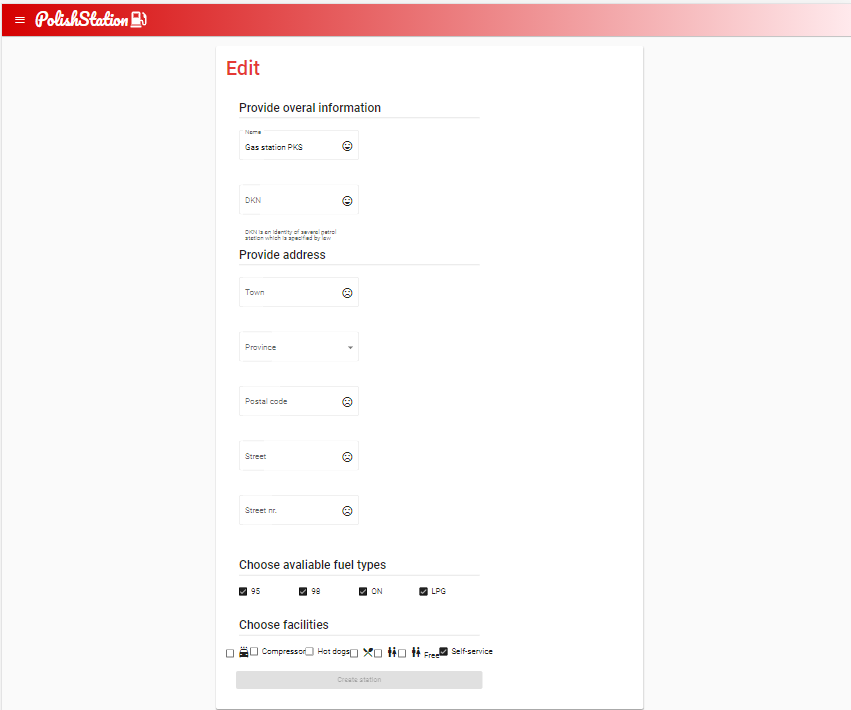 PolishStation
Edit
Provide overal information
Name
Gas station PKS
DKN
DKN is an identity of several petrol
station which is specified by law
Provide address
Town
Province
Postal code
Street
Street nr.
Choose avaliable fuel types
95 98 ON LPG
Choose facilities
Compressor Hot dogs Free Self-service
Create station